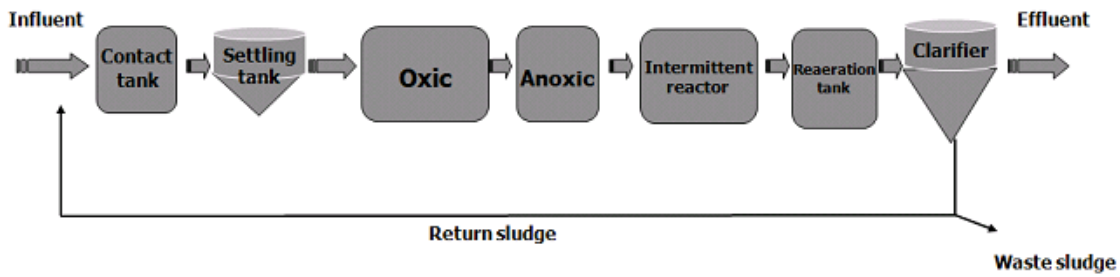 Influent
Contact
tank
Settling
tank
Oxic
Anoxic
Intermittent
reactor
Reaeration
tank
Clarifier
Effluent
Return sludge
Waste sludge